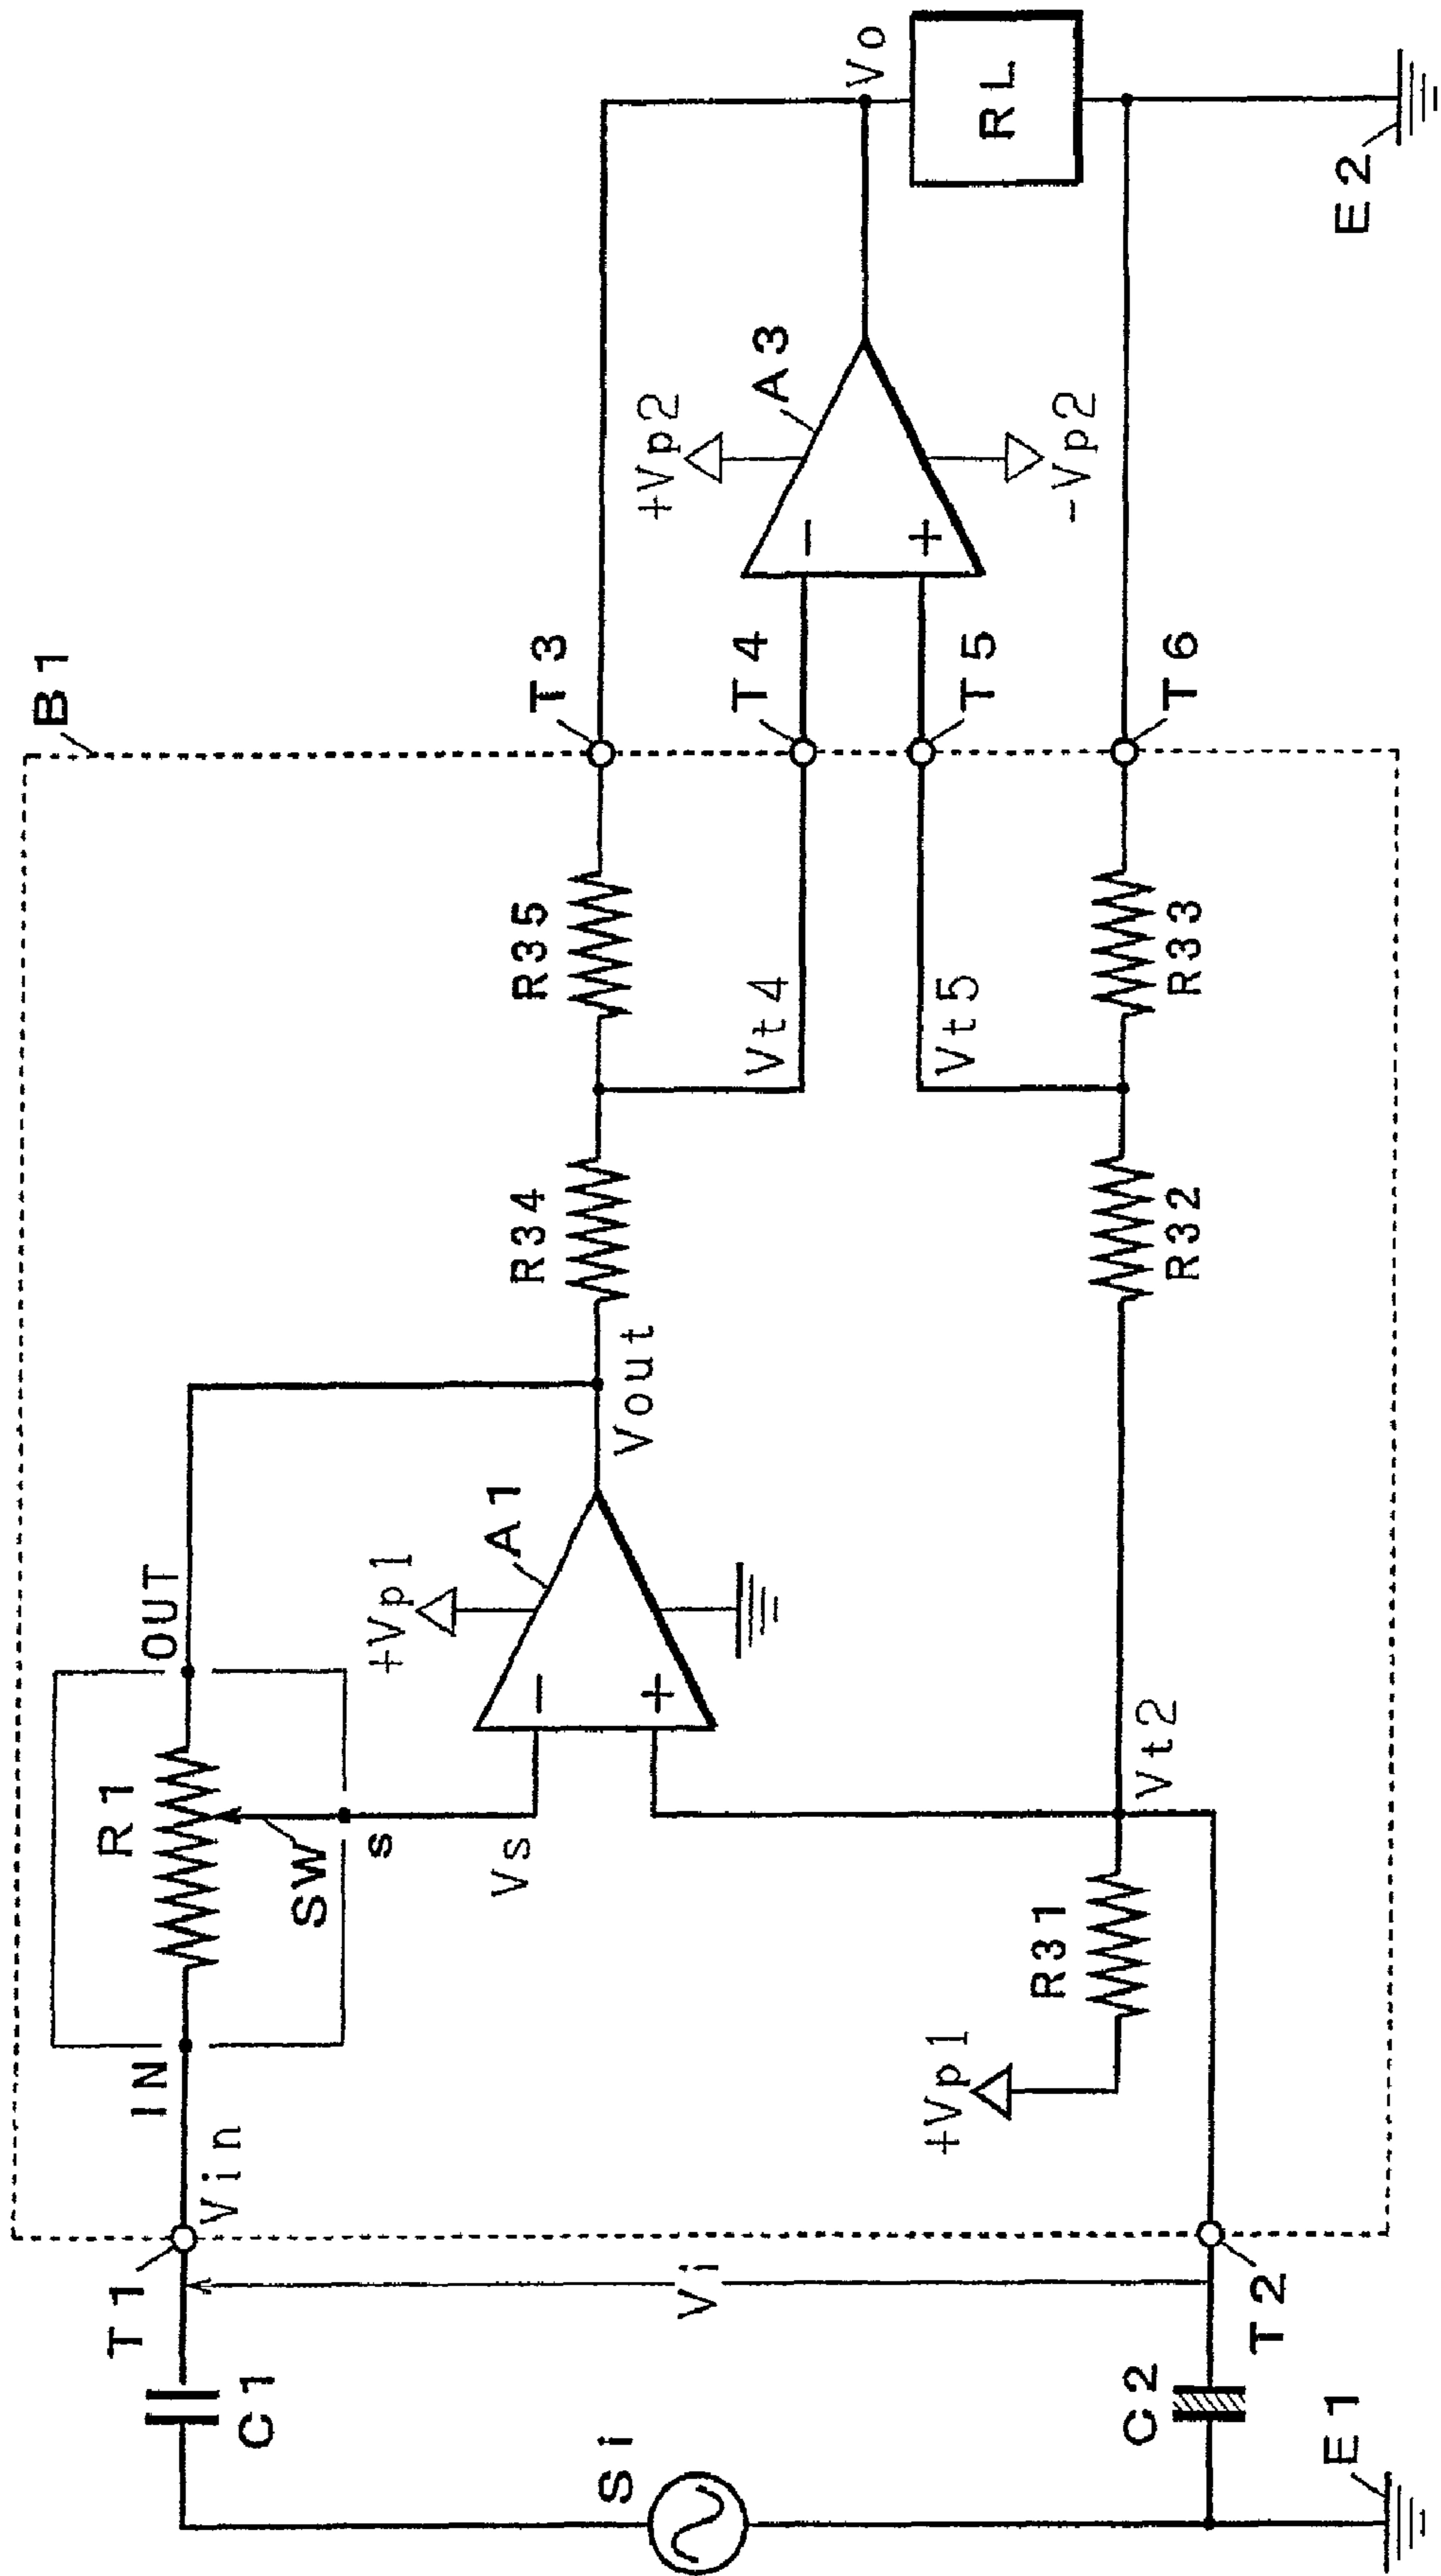 B1
T1
Vin
IN
R1
OUT
SW
s
Vs
+Vp1
A1
−
+
Vout
R34
R35
T3
Vt4
T4
Vt5
T5
+Vp2
A3
−
+
-Vp2
Vo
RL
C1
Si
Vi
+Vp1
R31
Vt2
R32
R33
T6
C2
T2
E1
E2